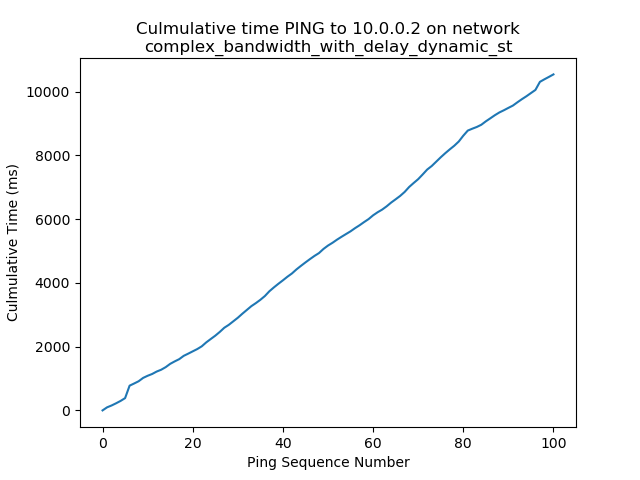 Culmulative time PING to 10.0.0.2 on network
complex_bandwidth_with_delay_dynamic_st
Culmulative Time (ms)
10000
8000
6000
4000
2000
0
0 20 40 60 80 100
Ping Sequence Number